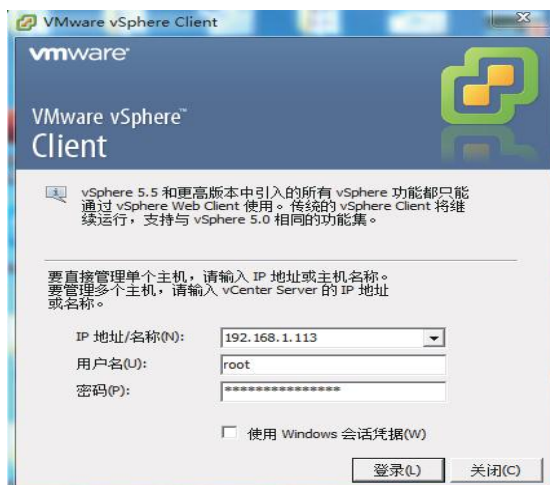 VMware vSphere Client
vmware
VMware vSphere™
Client
vSphere 5.5 和更高版本中引入的所有 vSphere 功能都只能
通过 vSphere Web Client 使用。传统的 vSphere Client 将继
续运行，支持与 vSphere 5.0 相同的功能集。
要直接管理单个主机，请输入 IP 地址或主机名称。
要管理多个主机，请输入 vCenter Server 的 IP 地址
或名称。
IP 地址/名称(N): 192.168.1.113
用户名(U): root
密码(P): ***************
使用 Windows 会话凭据(W)
登录(L) 关闭(C)